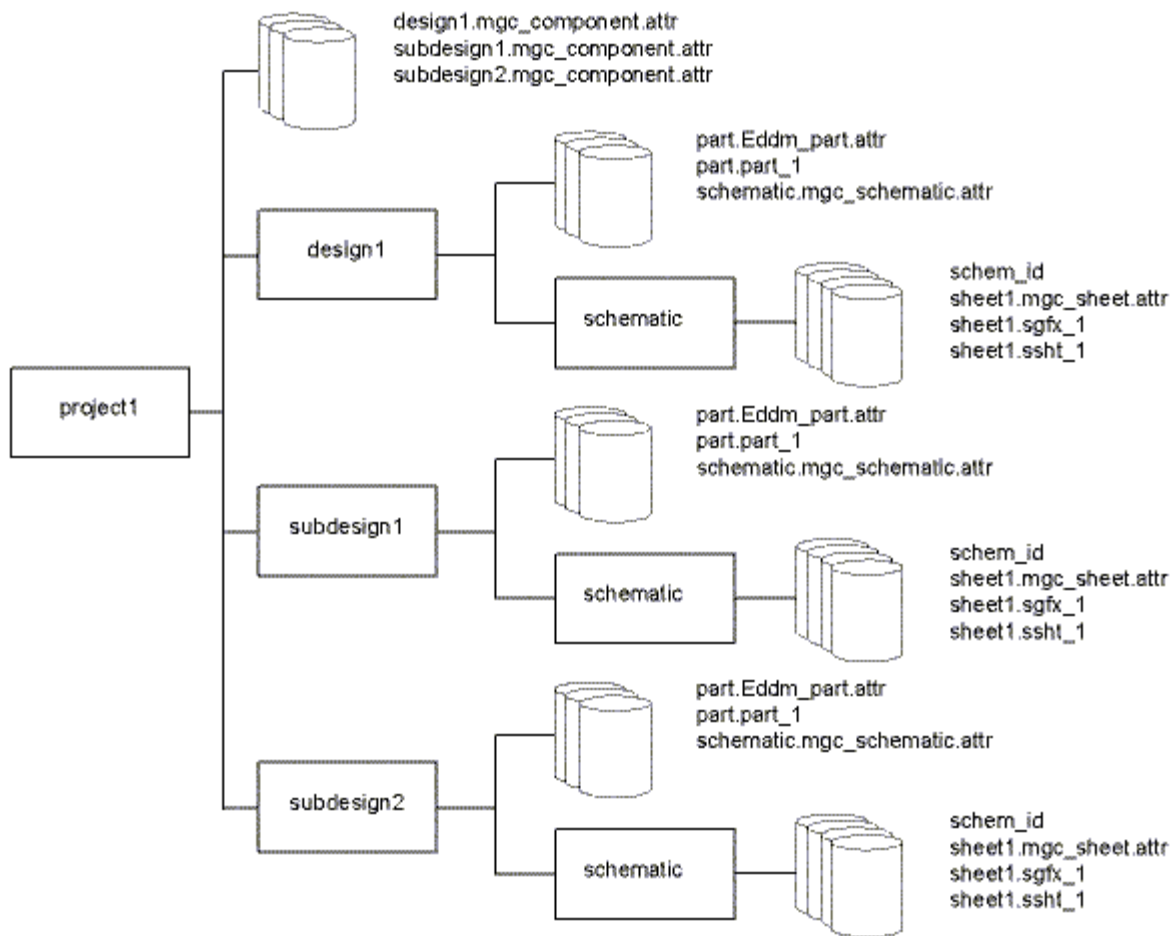 design1.mgc_component.attr
subdesign1.mgc_component.attr
subdesign2.mgc_component.attr
part.Eddm_part.attr
part.part_1
schematic.mgc_schematic.attr
design1
schem_id
sheet1.mgc_sheet.attr
sheet1.sgfx_1
sheet1.ssht_1
schematic
project1
part.Eddm_part.attr
part.part_1
schematic.mgc_schematic.attr
subdesign1
schem_id
sheet1.mgc_sheet.attr
sheet1.sgfx_1
sheet1.ssht_1
schematic
part.Eddm_part.attr
part.part_1
schematic.mgc_schematic.attr
subdesign2
schem_id
sheet1.mgc_sheet.attr
sheet1.sgfx_1
sheet1.ssht_1
schematic